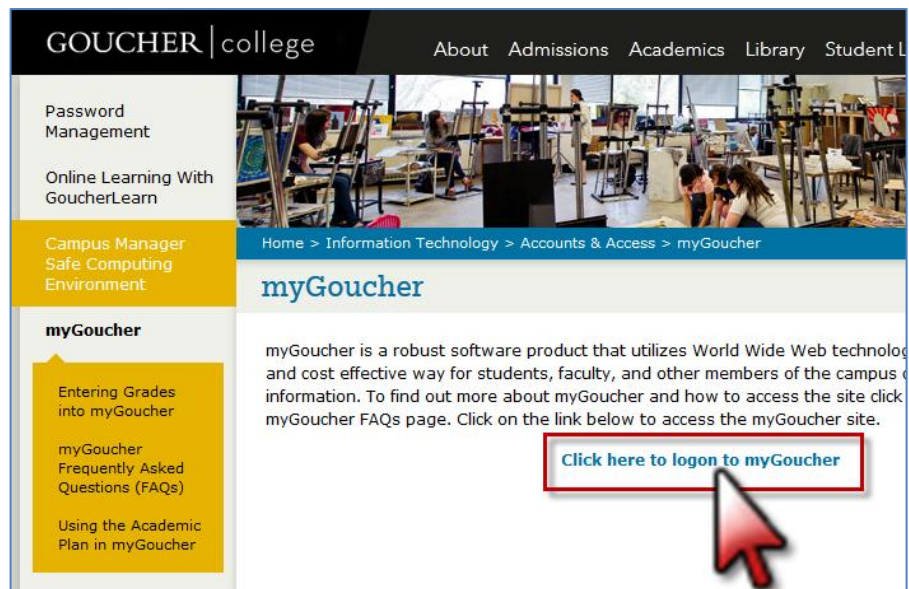 GOUCHER | college
About Admissions Academics Library Student L
Password
Management
Online Learning With
GoucherLearn
Campus Manager
Safe Computing
Environment
myGoucher
Entering Grades
into myGoucher
myGoucher
Frequently Asked
Questions (FAQs)
Using the Academic
Plan in myGoucher
Home > Information Technology > Accounts & Access > myGoucher
myGoucher
myGoucher is a robust software product that utilizes World Wide Web technolog
and cost effective way for students, faculty, and other members of the campus
information. To find out more about myGoucher and how to access the site click
myGoucher FAQs page. Click on the link below to access the myGoucher site.
Click here to logon to myGoucher